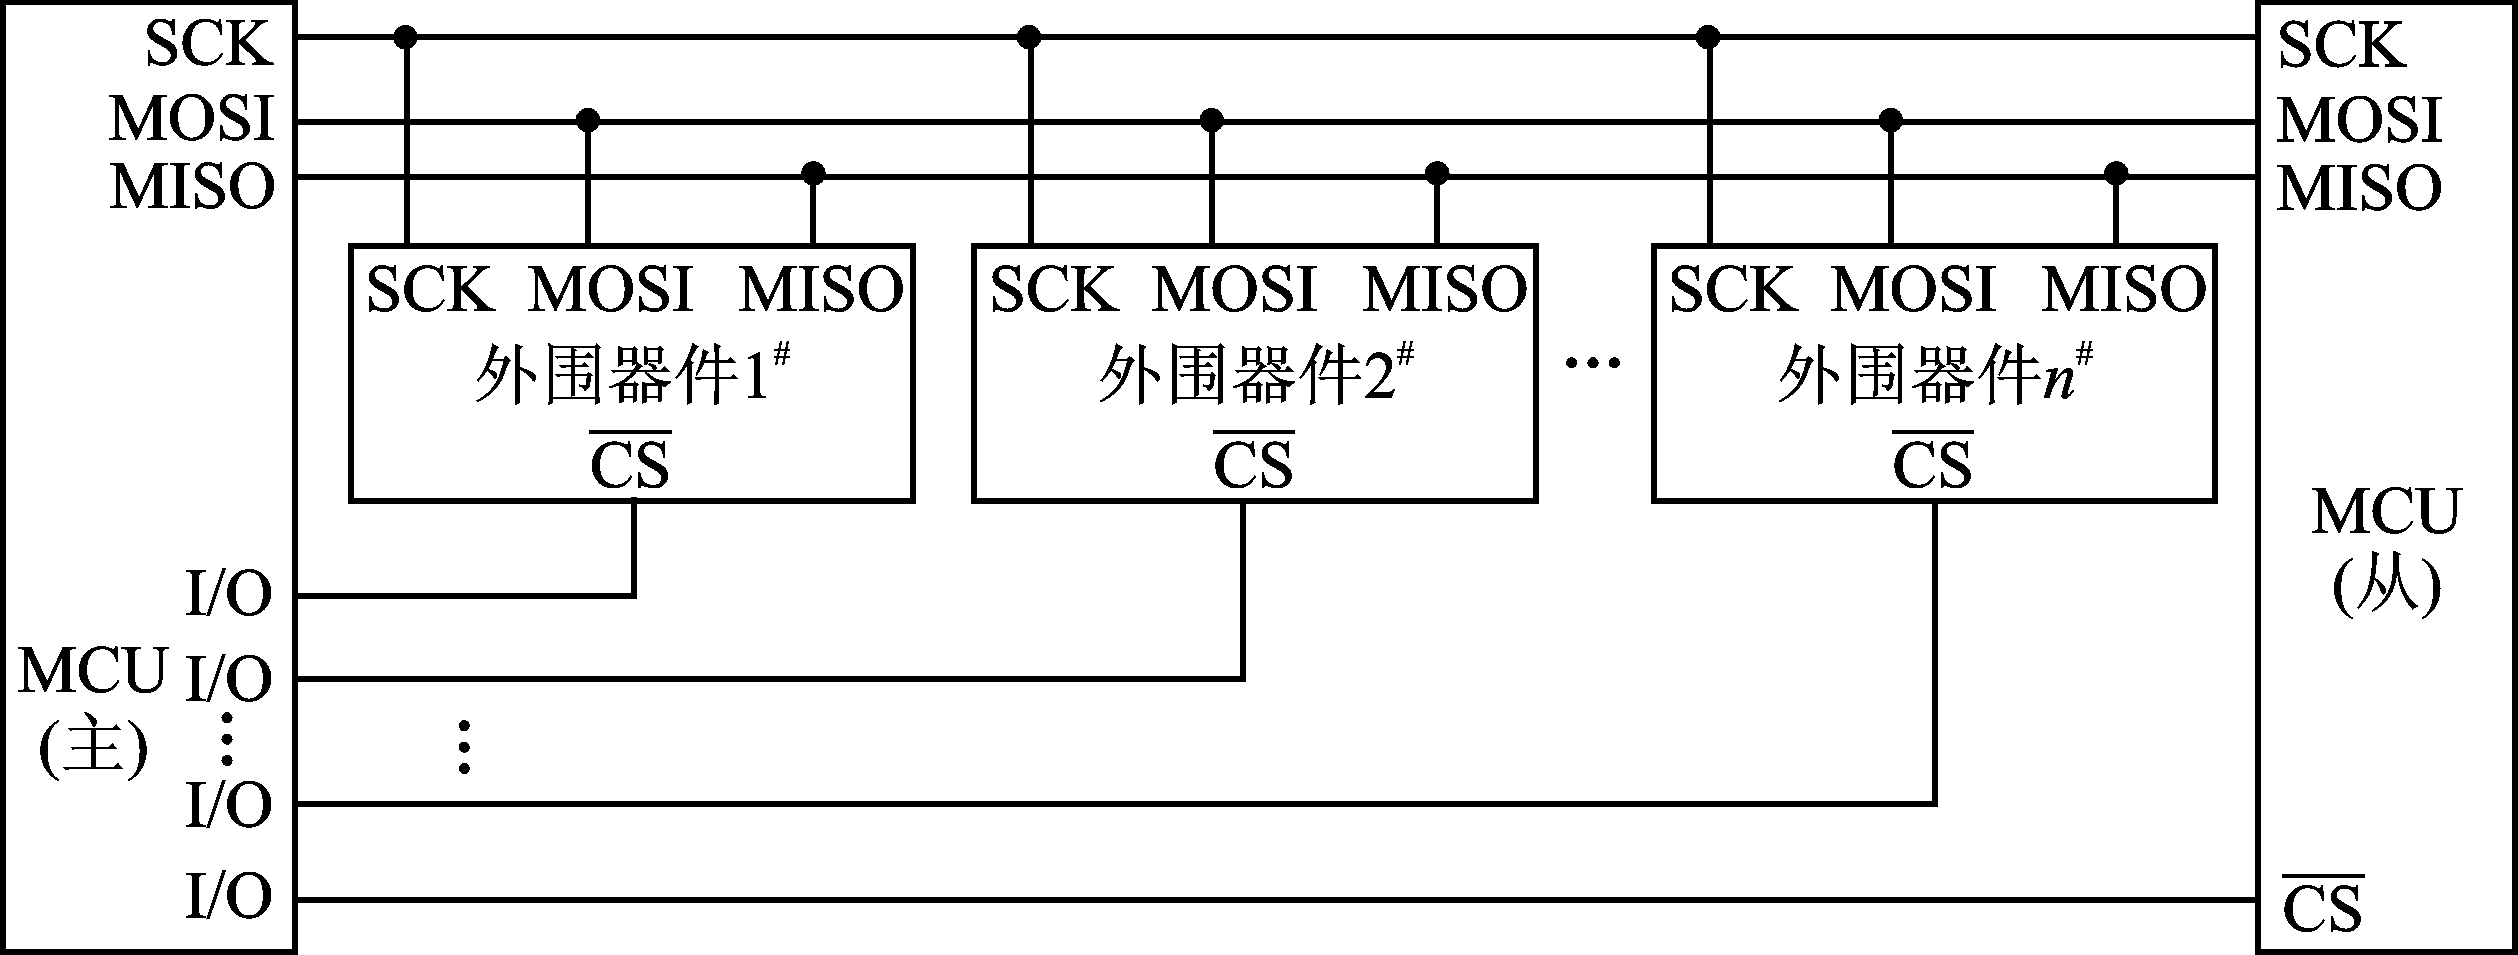 SCK
MOSI
MISO
SCK MOSI MISO
外围器件1#
CS
SCK MOSI MISO
外围器件2#
CS
…
SCK MOSI MISO
外围器件n#
CS
I/O
MCU
(主)
I/O
⋮
⋮
I/O
I/O
SCK
MOSI
MISO
MCU
(从)
CS